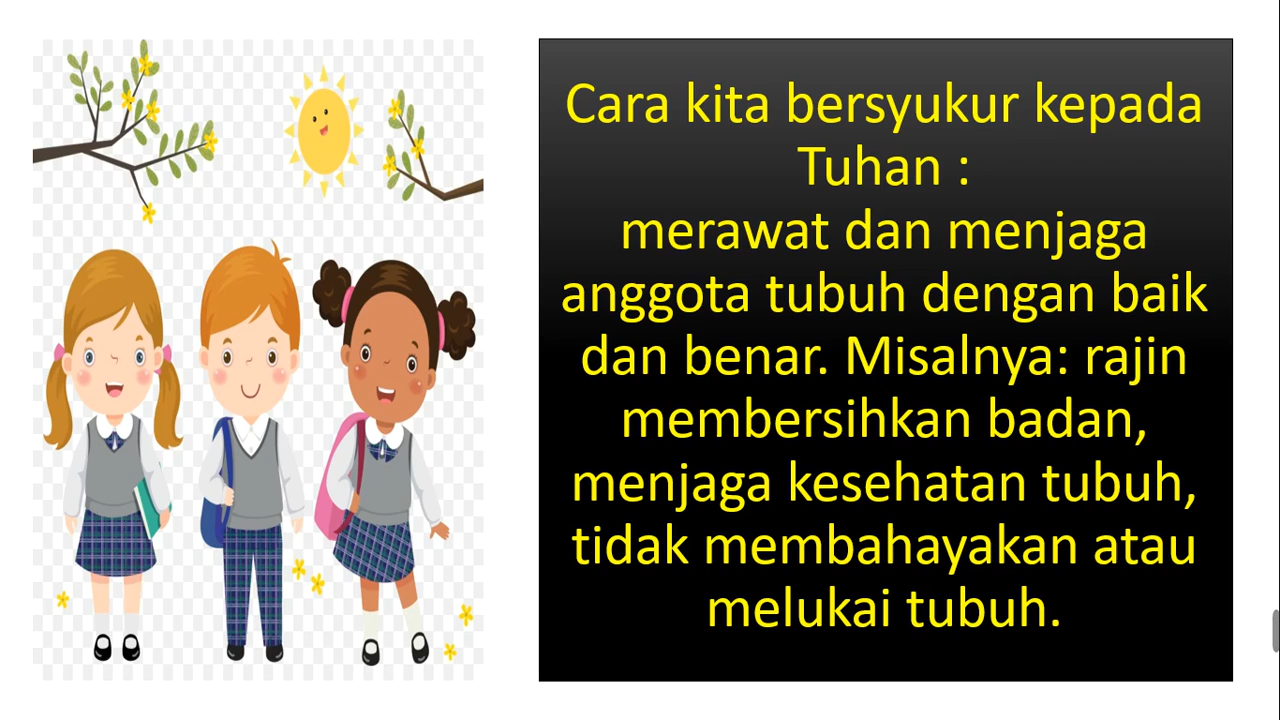 Cara kita bersyukur kepada
Tuhan :
merawat dan menjaga
anggota tubuh dengan baik
dan benar. Misalnya: rajin
membersihkan badan,
menjaga kesehatan tubuh,
tidak membahayakan atau
melukai tubuh.